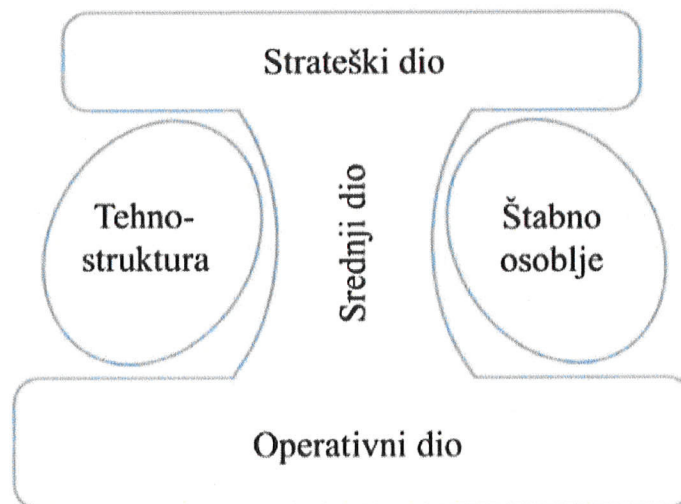 Strateški dio
Tehno-
struktura
Srednji dio
Štabno
osoblje
Operativni dio